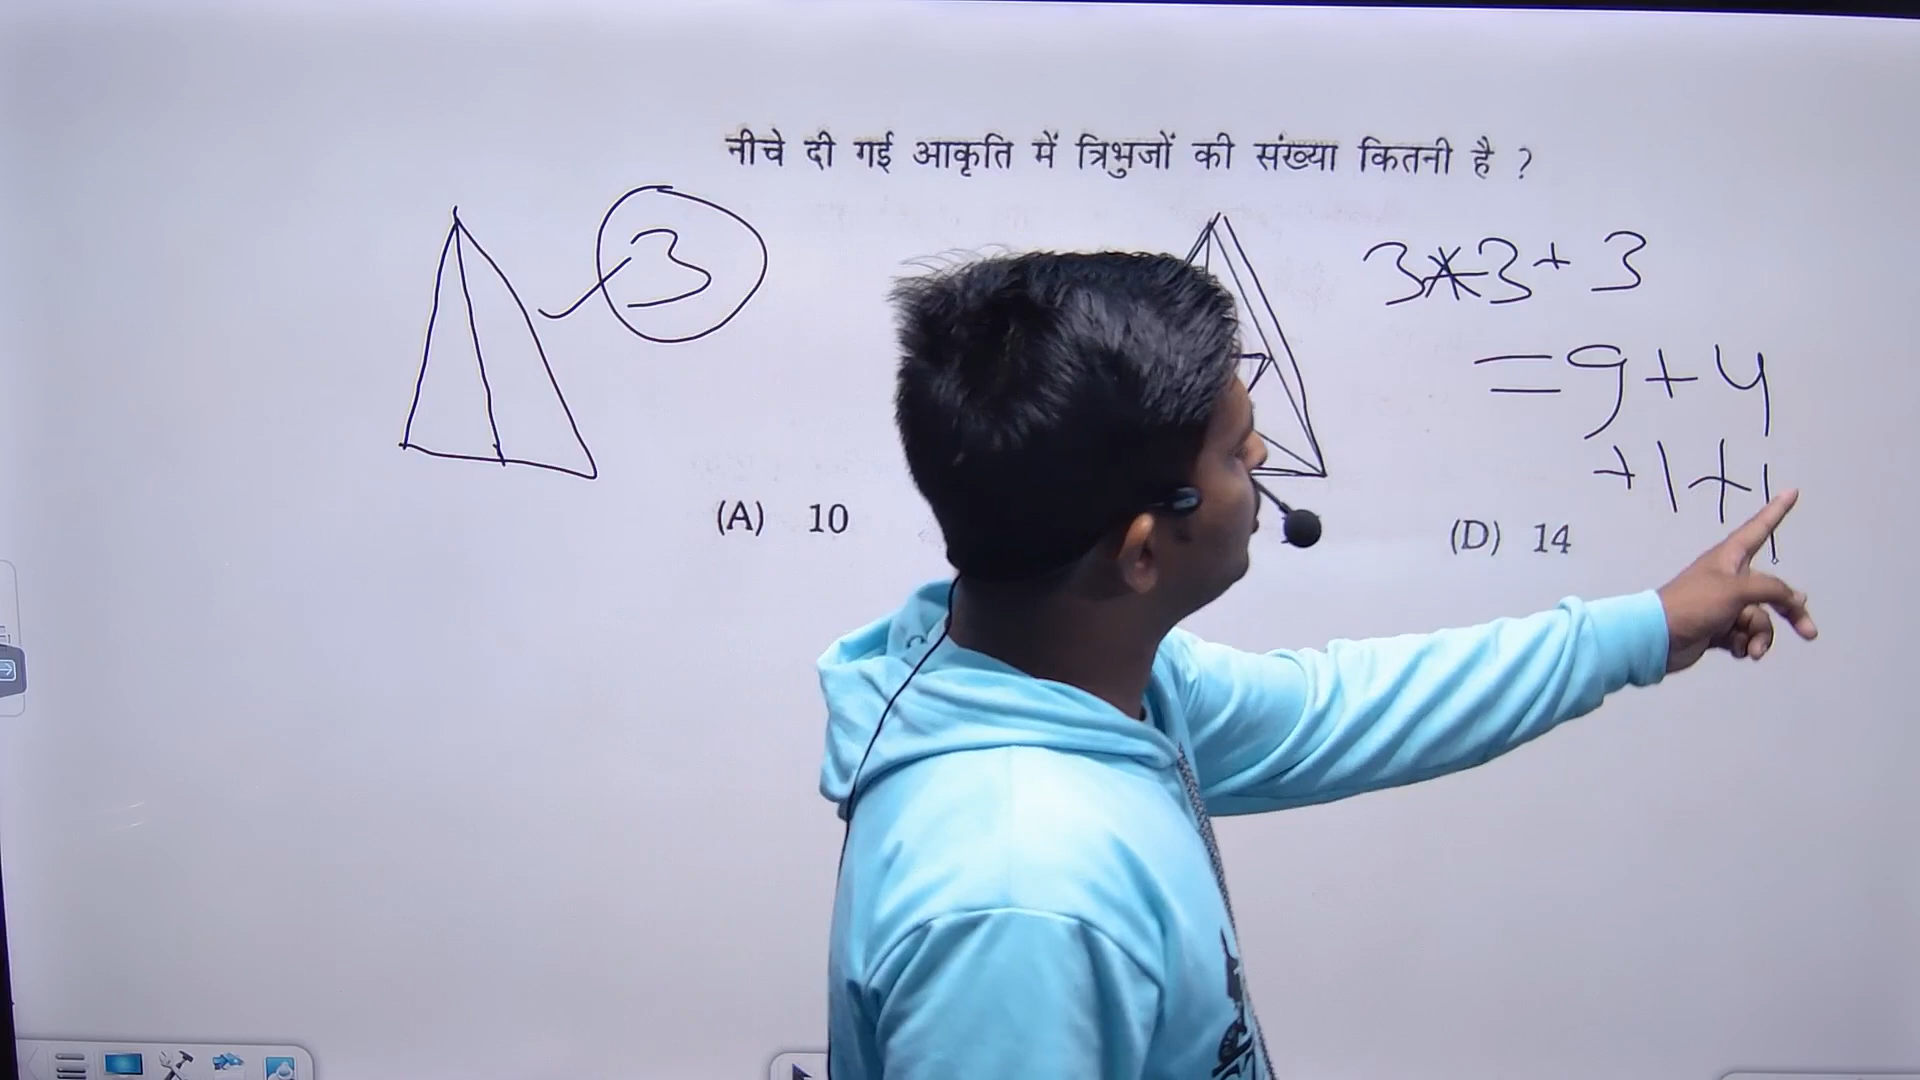 नीचे दी गई आकृति में त्रिभुजों की संख्या कितनी है ?
3
3*3+3
=9+4
+1+1
(A) 10
(D) 14